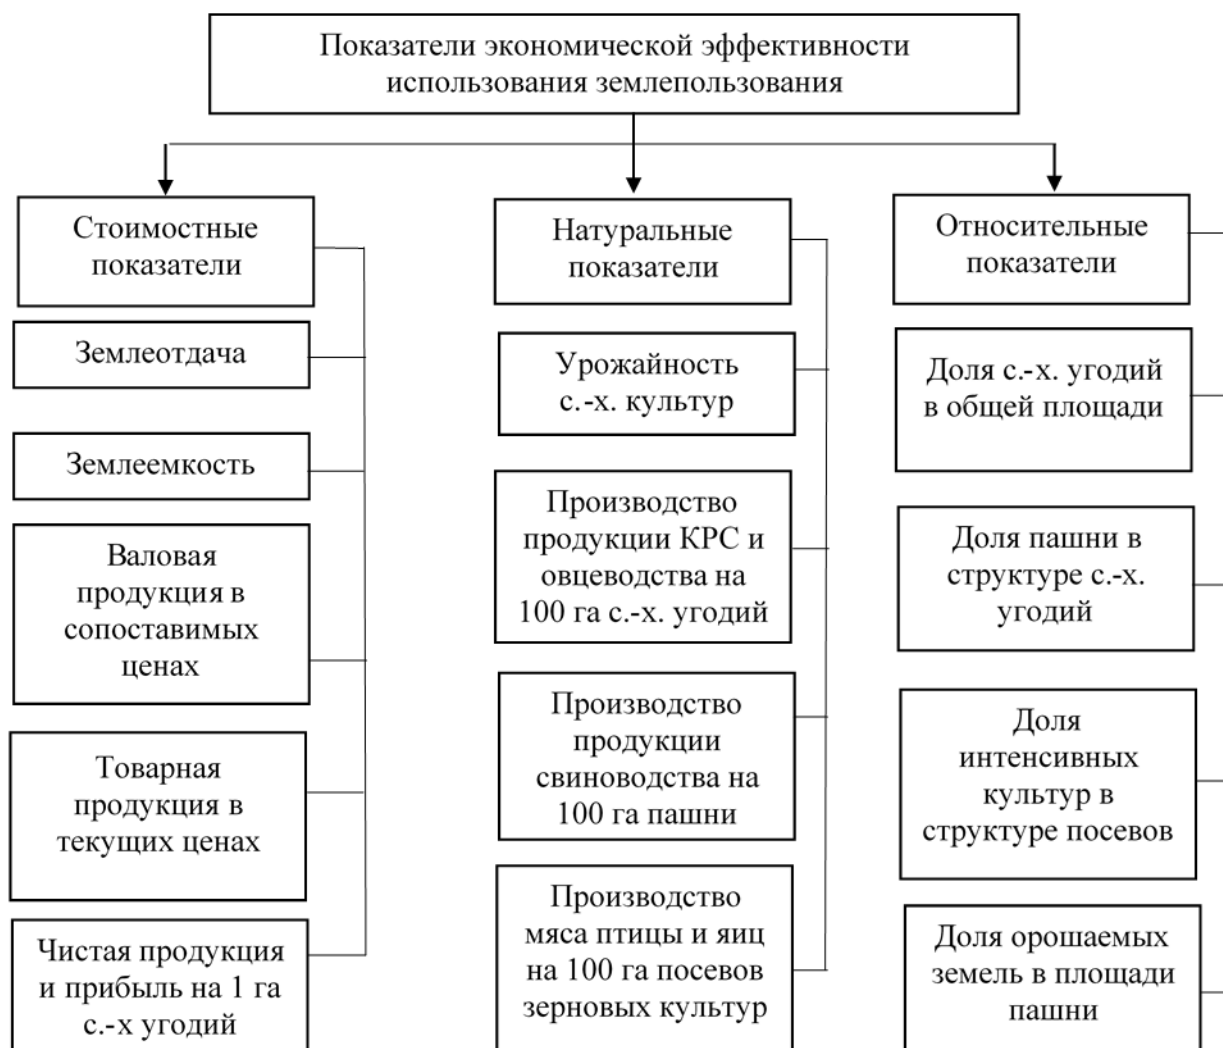 Показатели экономической эффективности
использования землепользования
Стоимостные
показатели
Землеотдача
Землеемкость
Валовая
продукция в
сопоставимых
ценах
Товарная
продукция в
текущих ценах
Чистая продукция
и прибыль на 1 га
с.-х угодий
Натуральные
показатели
Урожайность
с.-х. культур
Производство
продукции КРС и
овцеводства на
100 га с.-х. угодий
Производство
продукции
свиноводства на
100 га пашни
Производство
мяса птицы и яиц
на 100 га посевов
зерновых культур
Относительные
показатели
Доля с.-х. угодий
в общей площади
Доля пашни в
структуре с.-х.
угодий
Доля
интенсивных
культур в
структуре посевов
Доля орошаемых
земель в площади
пашни